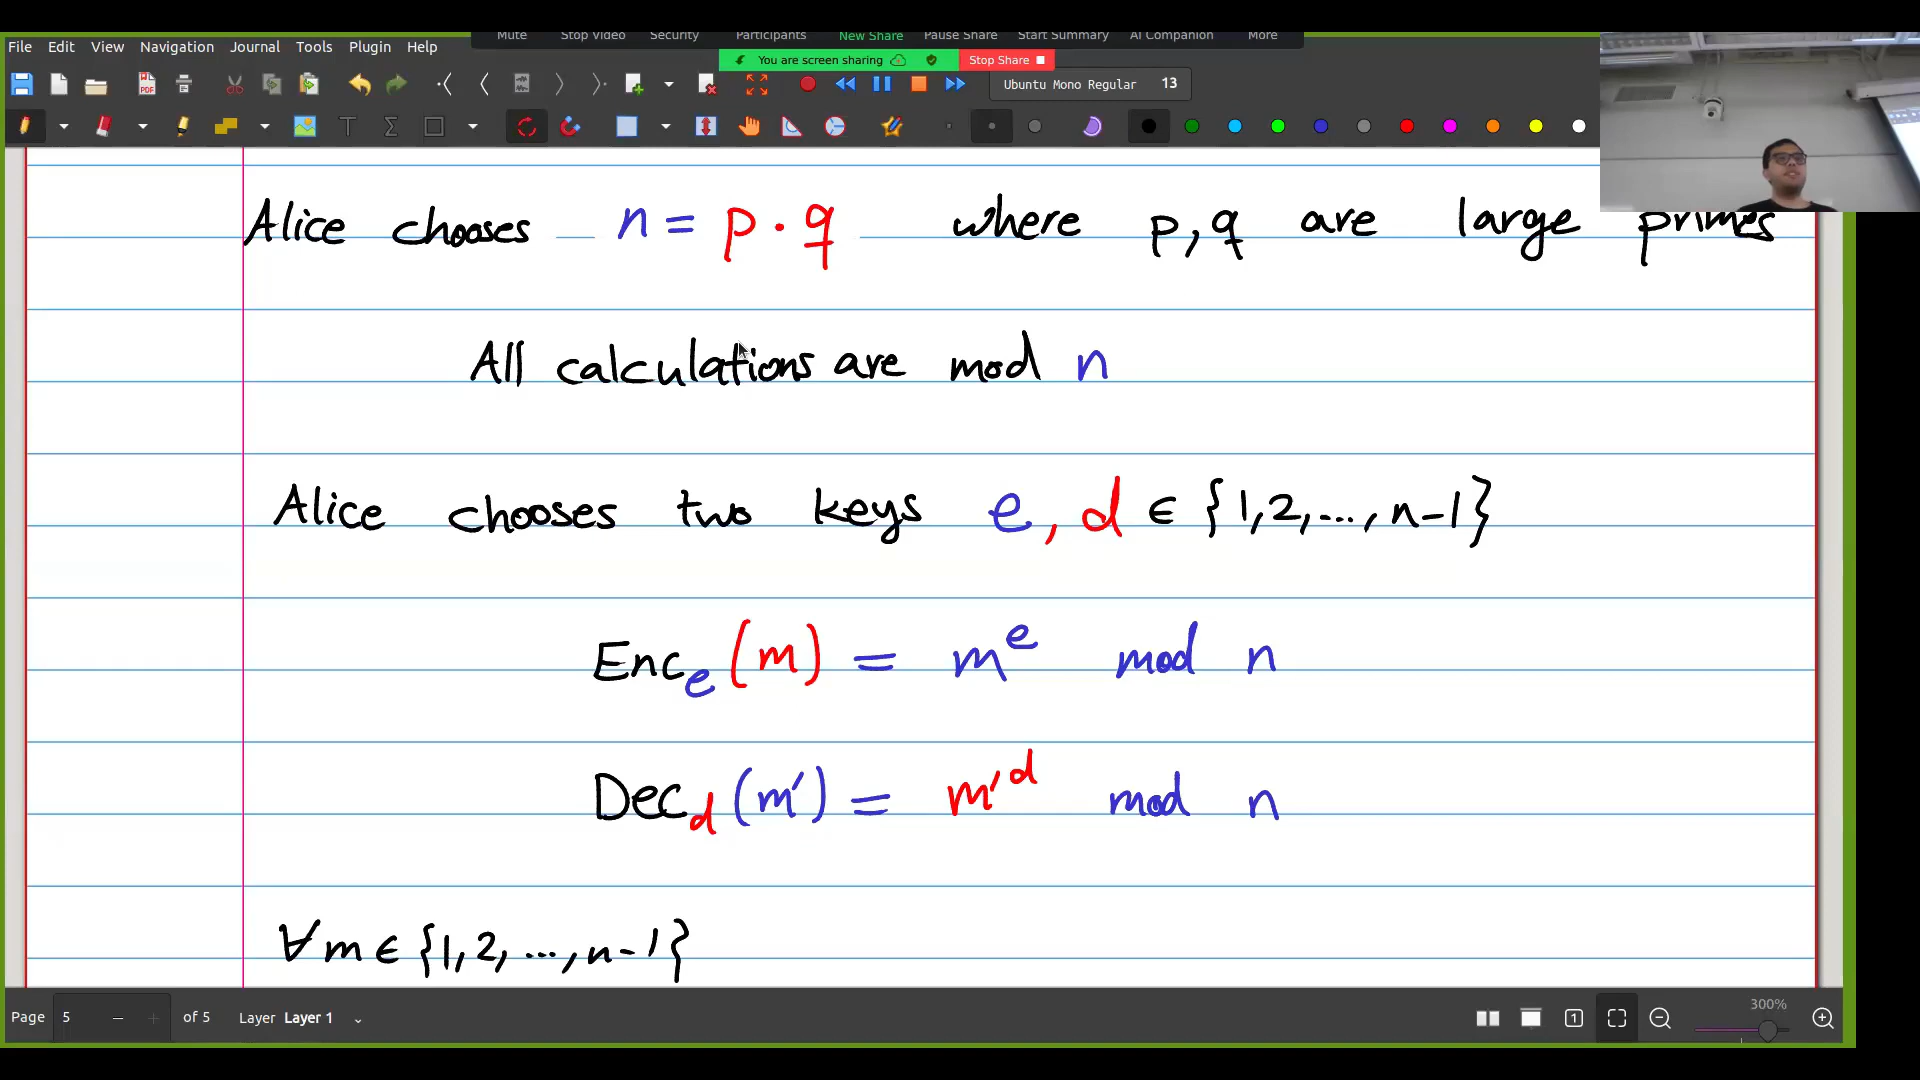 Mute Stop Video Security Participants New Share Pause Share Start Summary AI Companion More
File Edit View Navigation Journal Tools Plugin Help
You are screen sharing Stop Share
PDF Ubuntu Mono Regular 13
Alice chooses n = p · q where p, q are large primes
All calculations are mod n
Alice chooses two keys e, d ∈ {1, 2, ..., n-1}
Enc_e (m) = m^e mod n
Dec_d (m′) = m′^d mod n
∀m ∈ {1, 2, ..., n-1}
Page 5 of 5 Layer Layer 1 1 300%